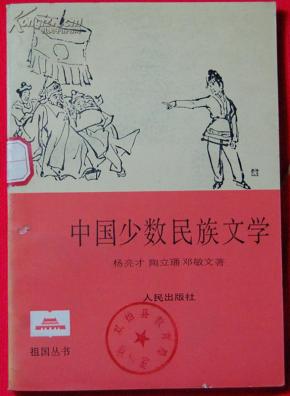 中国少数民族文学
杨亮才 陶立璠 邓敏文著
人民出版社
祖国丛书